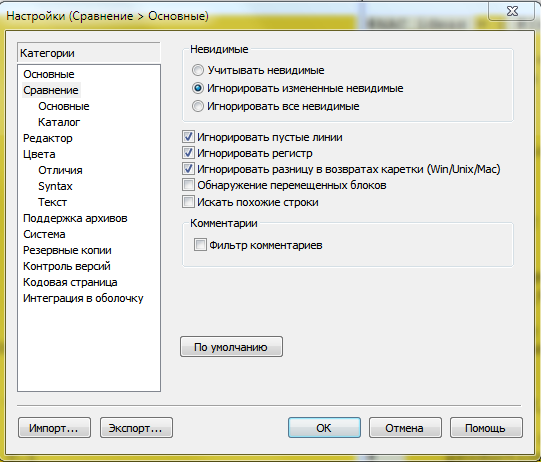 Настройки (Сравнение > Основные)
Категории
Основные
Сравнение
Основные
Каталог
Редактор
Цвета
Отличия
Syntax
Текст
Поддержка архивов
Система
Резервные копии
Контроль версий
Кодовая страница
Интеграция в оболочку
Невидимые
Учитывать невидимые
Игнорировать измененные невидимые
Игнорировать все невидимые
Игнорировать пустые линии
Игнорировать регистр
Игнорировать разницу в возвратах каретки (Win/Unix/Mac)
Обнаружение перемещенных блоков
Искать похожие строки
Комментарии
Фильтр комментариев
По умолчанию
Импорт... Экспорт... OK Отмена Помощь